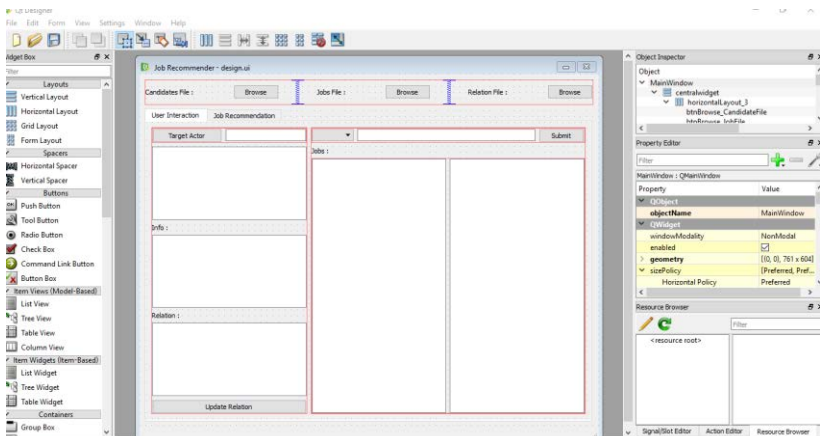 Qt Designer
File Edit Form View Settings Window Help
Widget Box
Filter
Layouts
Vertical Layout
Horizontal Layout
Grid Layout
Form Layout
Spacers
Horizontal Spacer
Vertical Spacer
Buttons
Push Button
Tool Button
Radio Button
Check Box
Command Link Button
Button Box
Item Views (Model-Based)
List View
Tree View
Table View
Column View
Item Widgets (Item-Based)
List Widget
Tree Widget
Table Widget
Containers
Group Box
Job Recommender - design.ui
Candidates File : Browse Jobs File : Browse Relation File : Browse
User Interaction Job Recommendation
Target Actor Submit
Jobs :
Info :
Relation :
Update Relation
Object Inspector
Object
MainWindow
centralwidget
horizontalLayout_3
btnBrowse_CandidateFile
btnBrowse_JobFile
Property Editor
Filter
MainWindow : QMainWindow
Property Value
QObject
objectName MainWindow
QWidget
windowModality NonModal
enabled
geometry [(0, 0), 761 x 604]
sizePolicy [Preferred, Pref...
Horizontal Policy Preferred
Resource Browser
Filter
<resource root>
Signal/Slot Editor Action Editor Resource Browser